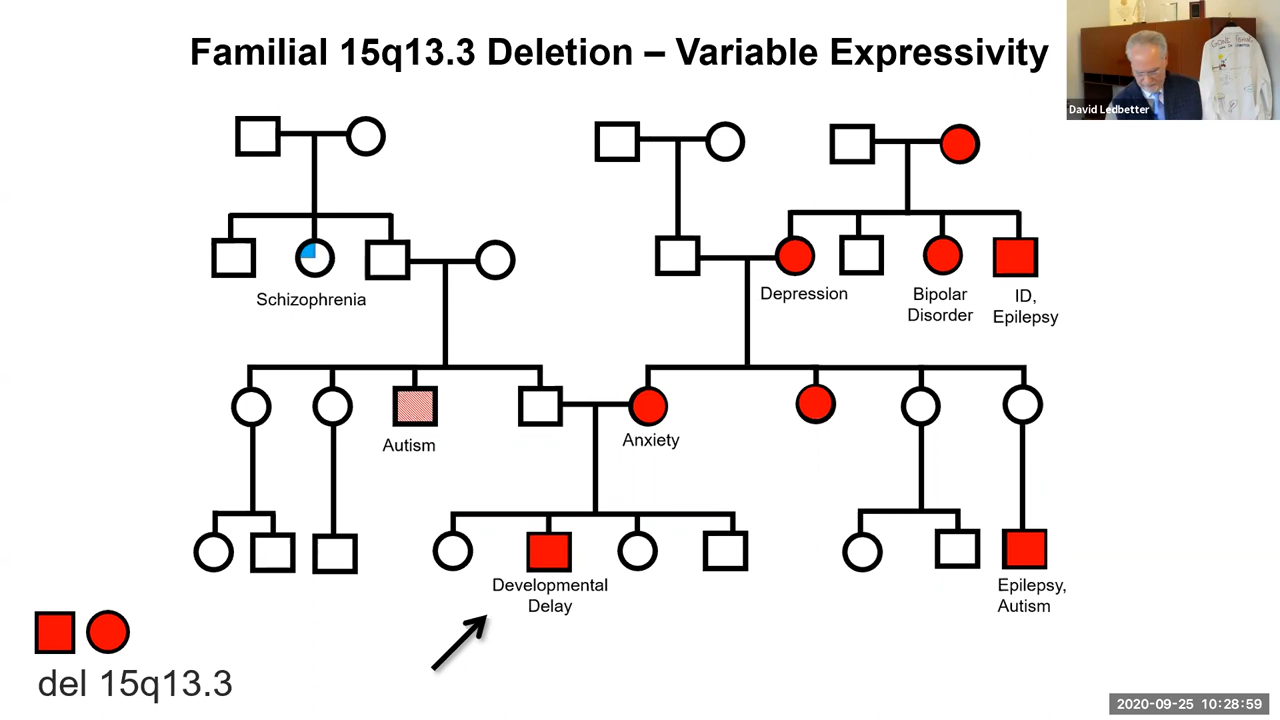 Familial 15q13.3 Deletion – Variable Expressivity
David Ledbetter
Schizophrenia
Depression
Bipolar
Disorder
ID,
Epilepsy
Autism
Anxiety
Developmental
Delay
Epilepsy,
Autism
del 15q13.3
2020-09-25 10:28:59